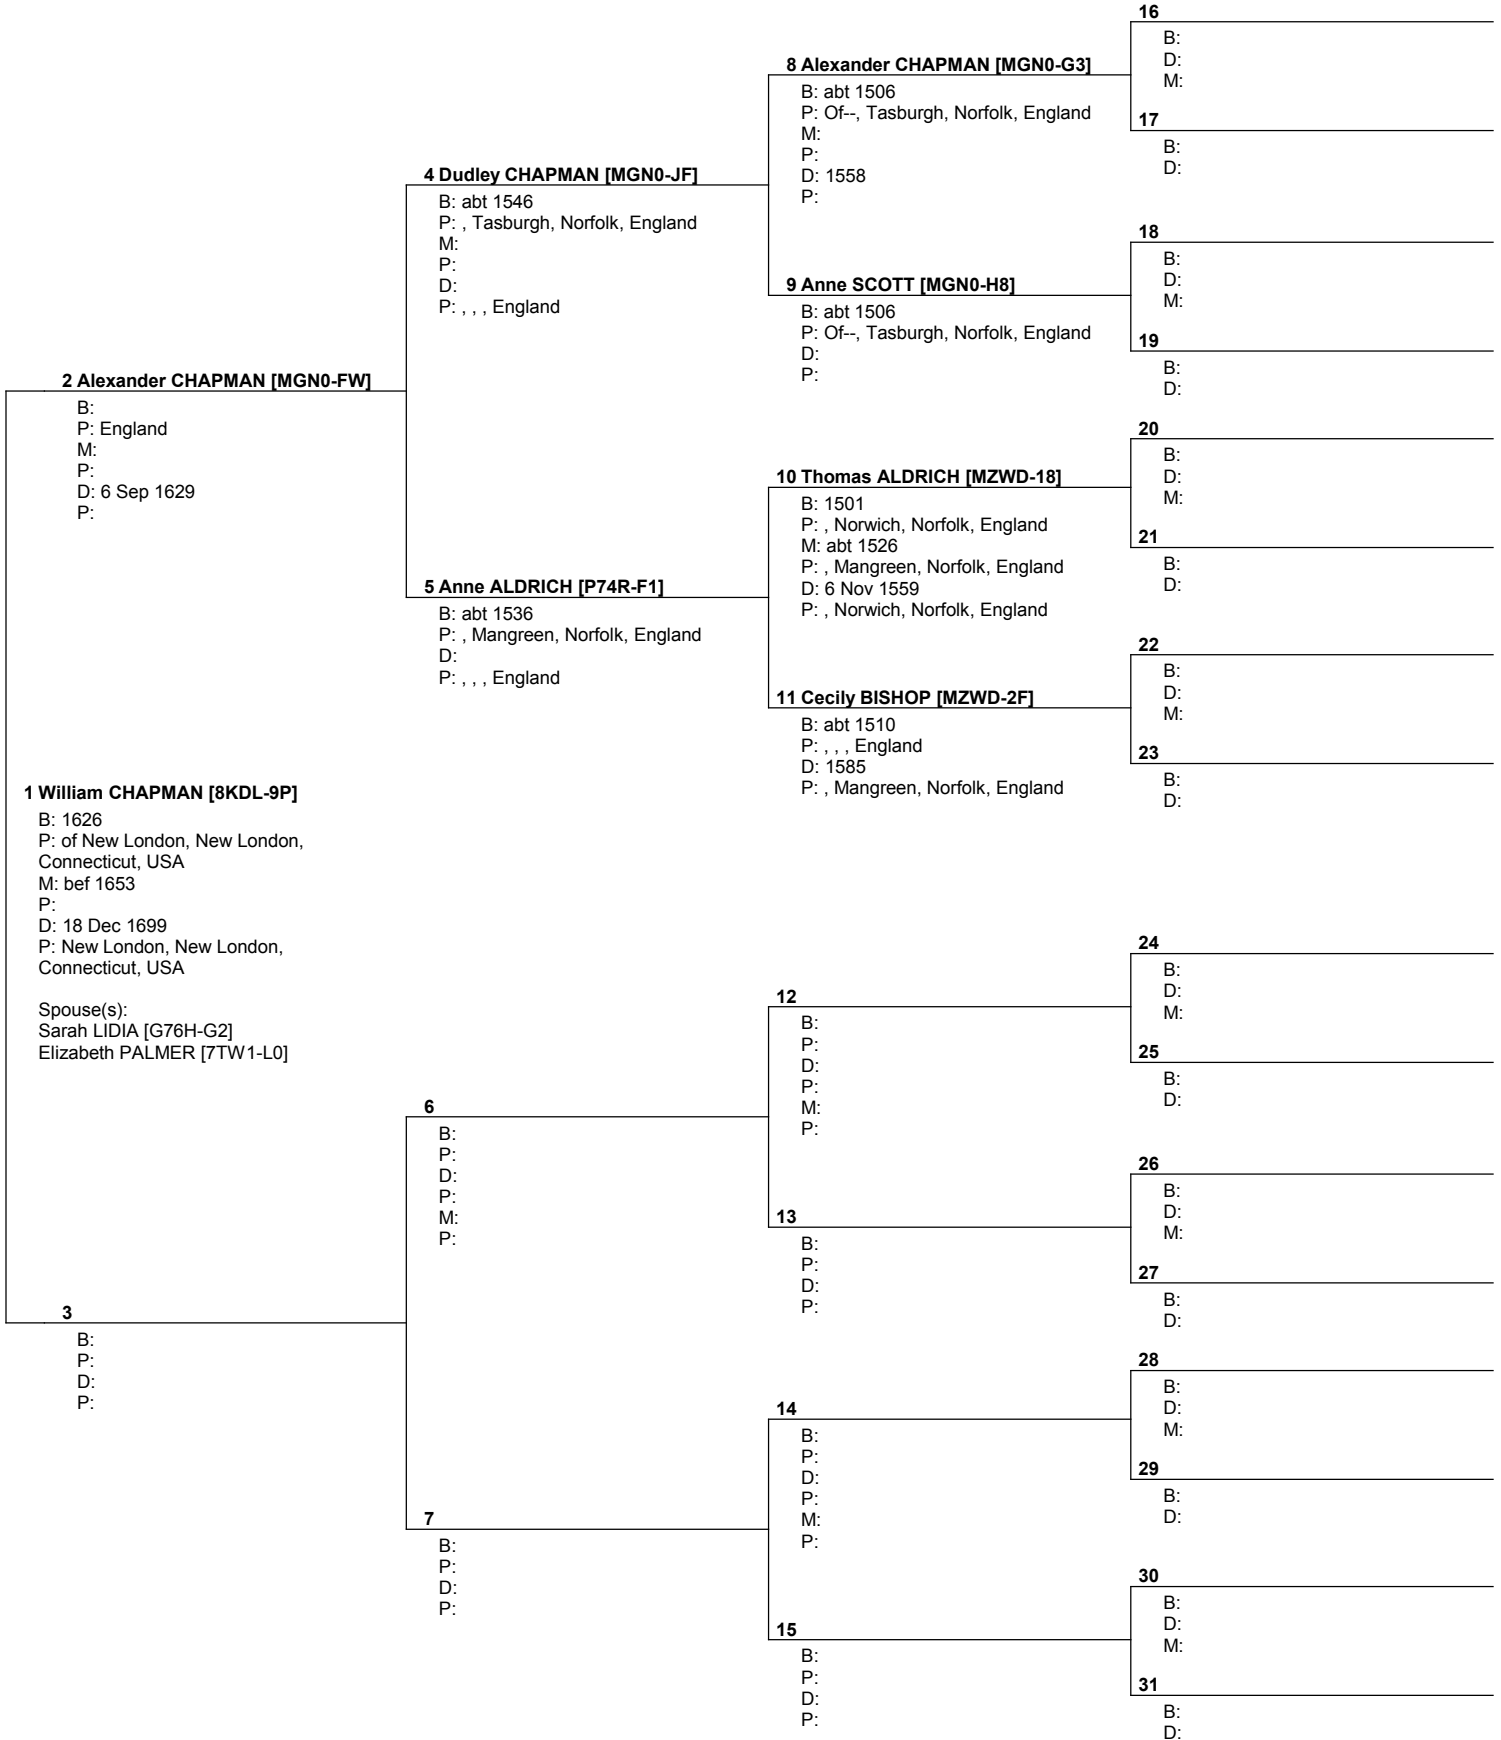 1 William CHAPMAN [8KDL-9P]
B: 1626
P: of New London, New London,
Connecticut, USA
M: bef 1653
P:
D: 18 Dec 1699
P: New London, New London,
Connecticut, USA
Spouse(s):
Sarah LIDIA [G76H-G2]
Elizabeth PALMER [7TW1-L0]
2 Alexander CHAPMAN [MGN0-FW]
B:
P: England
M:
P:
D: 6 Sep 1629
P:
3
B:
P:
D:
P:
4 Dudley CHAPMAN [MGN0-JF]
B: abt 1546
P: , Tasburgh, Norfolk, England
M:
P:
D:
P: , , , England
5 Anne ALDRICH [P74R-F1]
B: abt 1536
P: , Mangreen, Norfolk, England
D:
P: , , , England
6
B:
P:
D:
P:
M:
P:
7
B:
P:
D:
P:
8 Alexander CHAPMAN [MGN0-G3]
B: abt 1506
P: Of--, Tasburgh, Norfolk, England
M:
P:
D: 1558
P:
9 Anne SCOTT [MGN0-H8]
B: abt 1506
P: Of--, Tasburgh, Norfolk, England
D:
P:
10 Thomas ALDRICH [MZWD-18]
B: 1501
P: , Norwich, Norfolk, England
M: abt 1526
P: , Mangreen, Norfolk, England
D: 6 Nov 1559
P: , Norwich, Norfolk, England
11 Cecily BISHOP [MZWD-2F]
B: abt 1510
P: , , , England
D: 1585
P: , Mangreen, Norfolk, England
12
B:
P:
D:
P:
M:
P:
13
B:
P:
D:
P:
14
B:
P:
D:
P:
M:
P:
15
B:
P:
D:
P:
16
B:
D:
M:
17
B:
D:
18
B:
D:
M:
19
B:
D:
20
B:
D:
M:
21
B:
D:
22
B:
D:
M:
23
B:
D:
24
B:
D:
M:
25
B:
D:
26
B:
D:
M:
27
B:
D:
28
B:
D:
M:
29
B:
D:
30
B:
D:
M:
31
B:
D: